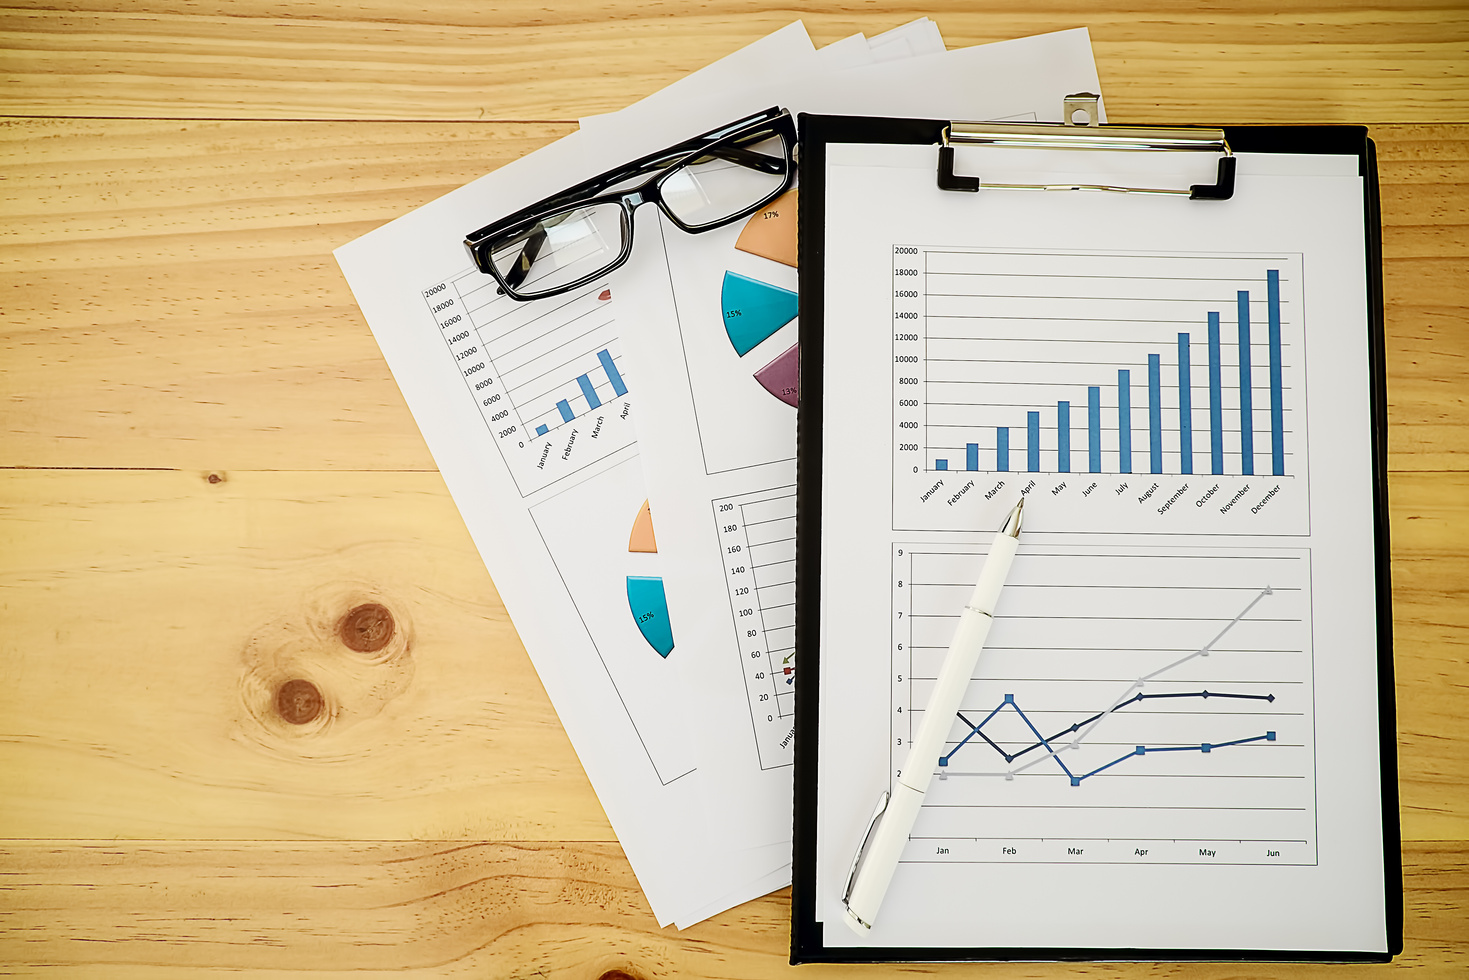 20000
18000
16000
14000
12000
10000
8000
6000
4000
2000
0
January
February
March
April
15%
17%
15%
13%
200
180
160
140
120
100
80
60
40
20
0
20000
18000
16000
14000
12000
10000
8000
6000
4000
2000
0
January
February
March
April
May
June
July
August
September
October
November
December
9
8
7
6
5
4
3
2
Jan
Feb
Mar
Apr
May
Jun